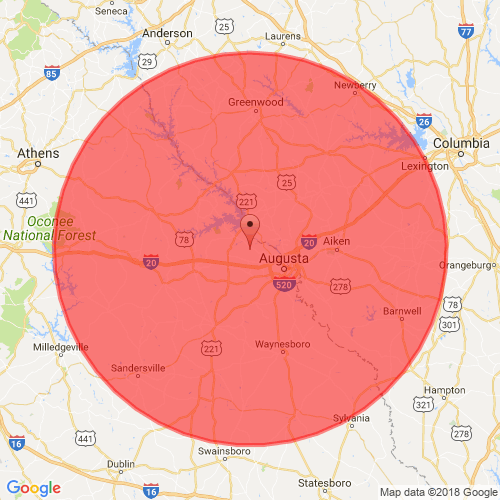 Seneca
25
Laurens
Anderson
77
29
85
Newberry
Greenwood
26
Columbia
Athens
Lexington
25
441
221
Oconee
National Forest
78
20
Aiken
20
Augusta
Orangeburg
520
278
78
Barnwell
301
221
Waynesboro
Milledgeville
Sandersville
Hampton
321
Sylvania
278
441
16
Swainsboro
Dublin
16
Statesboro
Google
Map data ©2018 Google